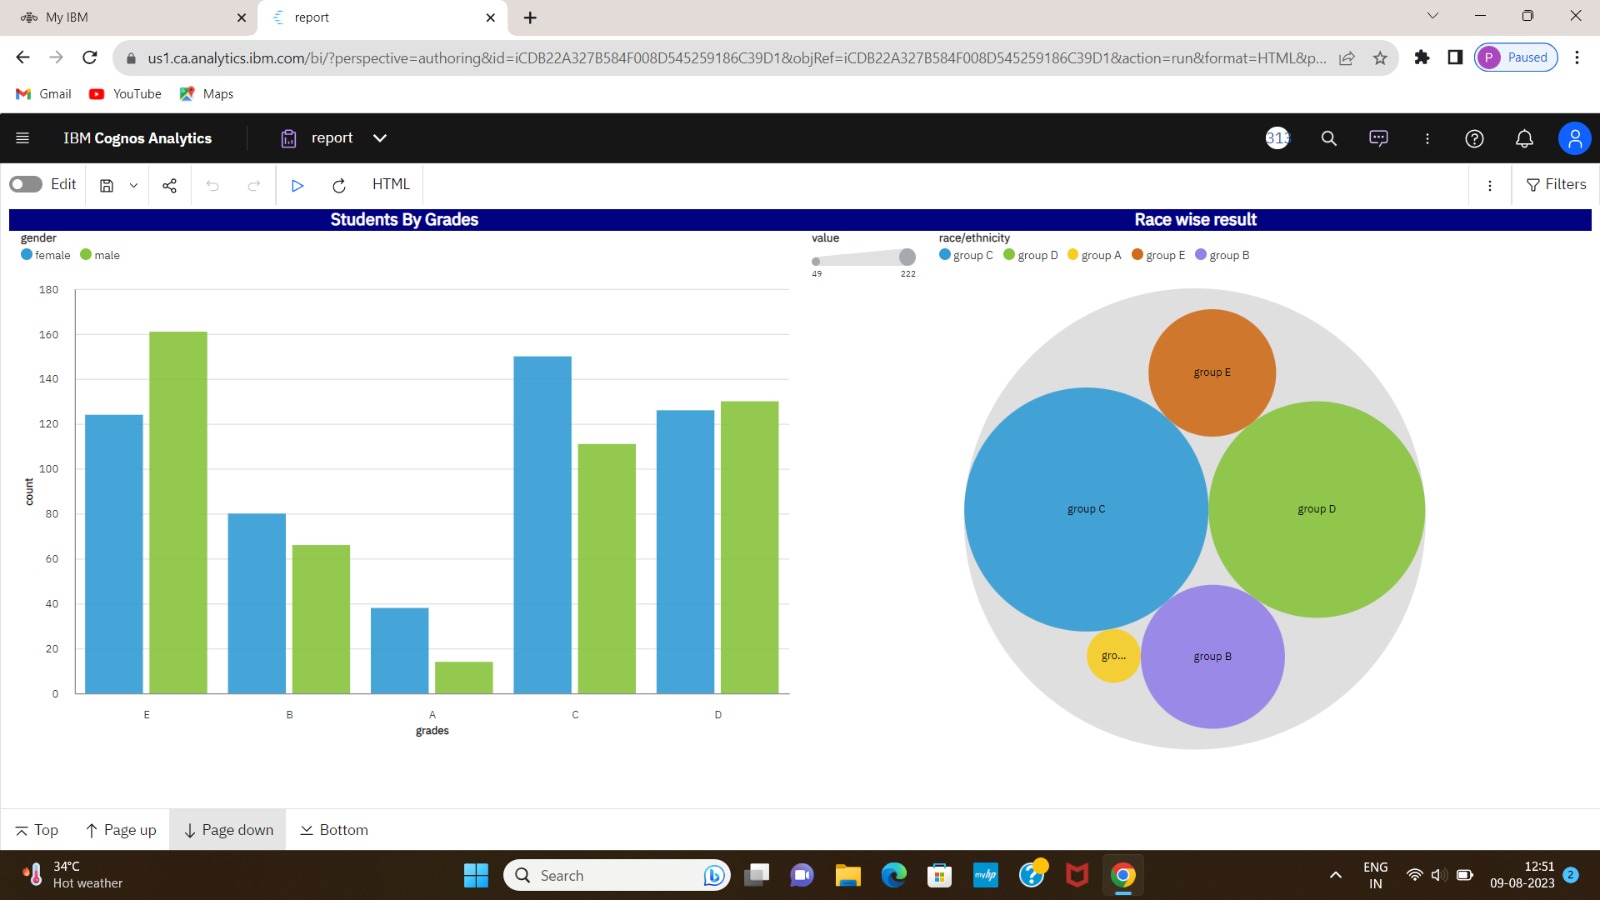 My IBM
report
us1.ca.analytics.ibm.com/bi/?perspective=authoring&id=iCDB22A327B584F008D545259186C39D1&objRef=iCDB22A327B584F008D545259186C39D1&action=run&format=HTML&p...
P Paused
Gmail YouTube Maps
IBM Cognos Analytics
report
313
Edit
HTML
Filters
Students By Grades
Race wise result
gender
female male
value
49 222
race/ethnicity
group C group D group A group E group B
180
160
140
120
100
80
60
40
20
0
count
E B A C D
grades
group E
group C
group D
gro...
group B
Top Page up Page down Bottom
34°C
Hot weather
Search
myhp
ENG
IN
12:51
09-08-2023
2